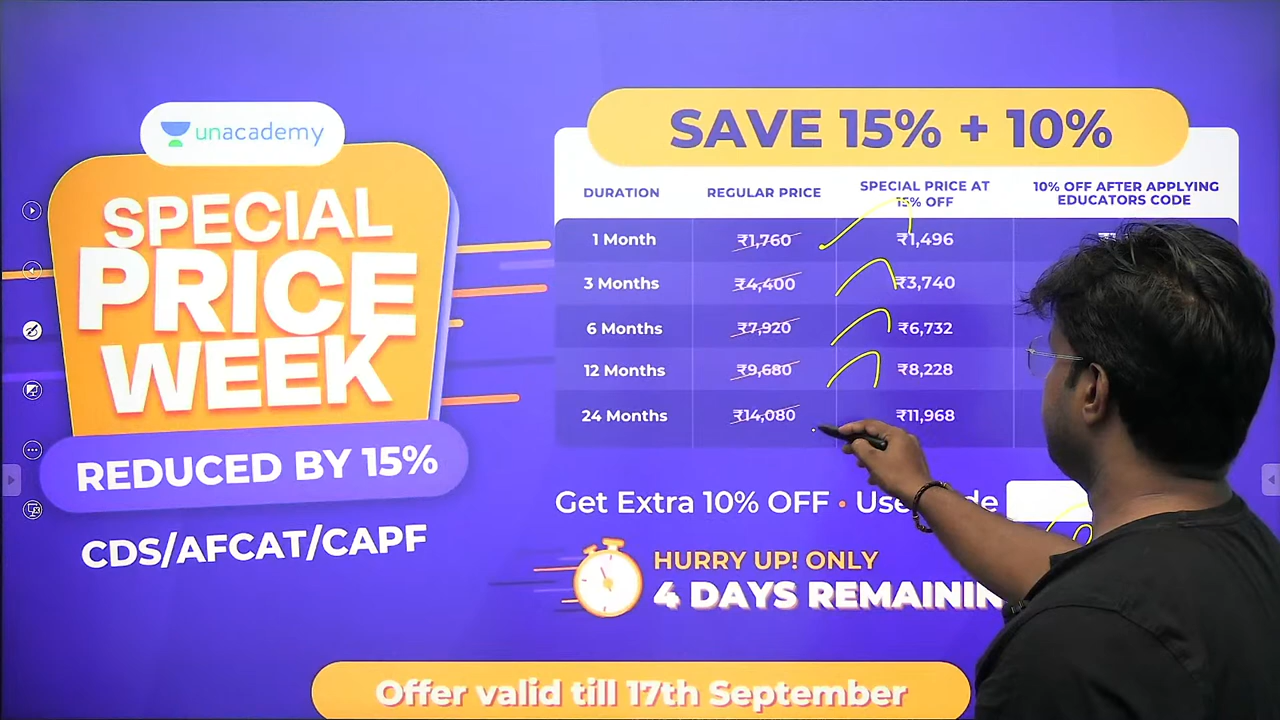 unacademy
SPECIAL
PRICE
WEEK
REDUCED BY 15%
CDS/AFCAT/CAPF
SAVE 15% + 10%
DURATION REGULAR PRICE SPECIAL PRICE AT 15% OFF 10% OFF AFTER APPLYING EDUCATORS CODE
1 Month ₹1,760 ₹1,496
3 Months ₹4,400 ₹3,740
6 Months ₹7,920 ₹6,732
12 Months ₹9,680 ₹8,228
24 Months ₹14,080 ₹11,968
Get Extra 10% OFF • Use
HURRY UP! ONLY
4 DAYS
Offer valid till 17th September